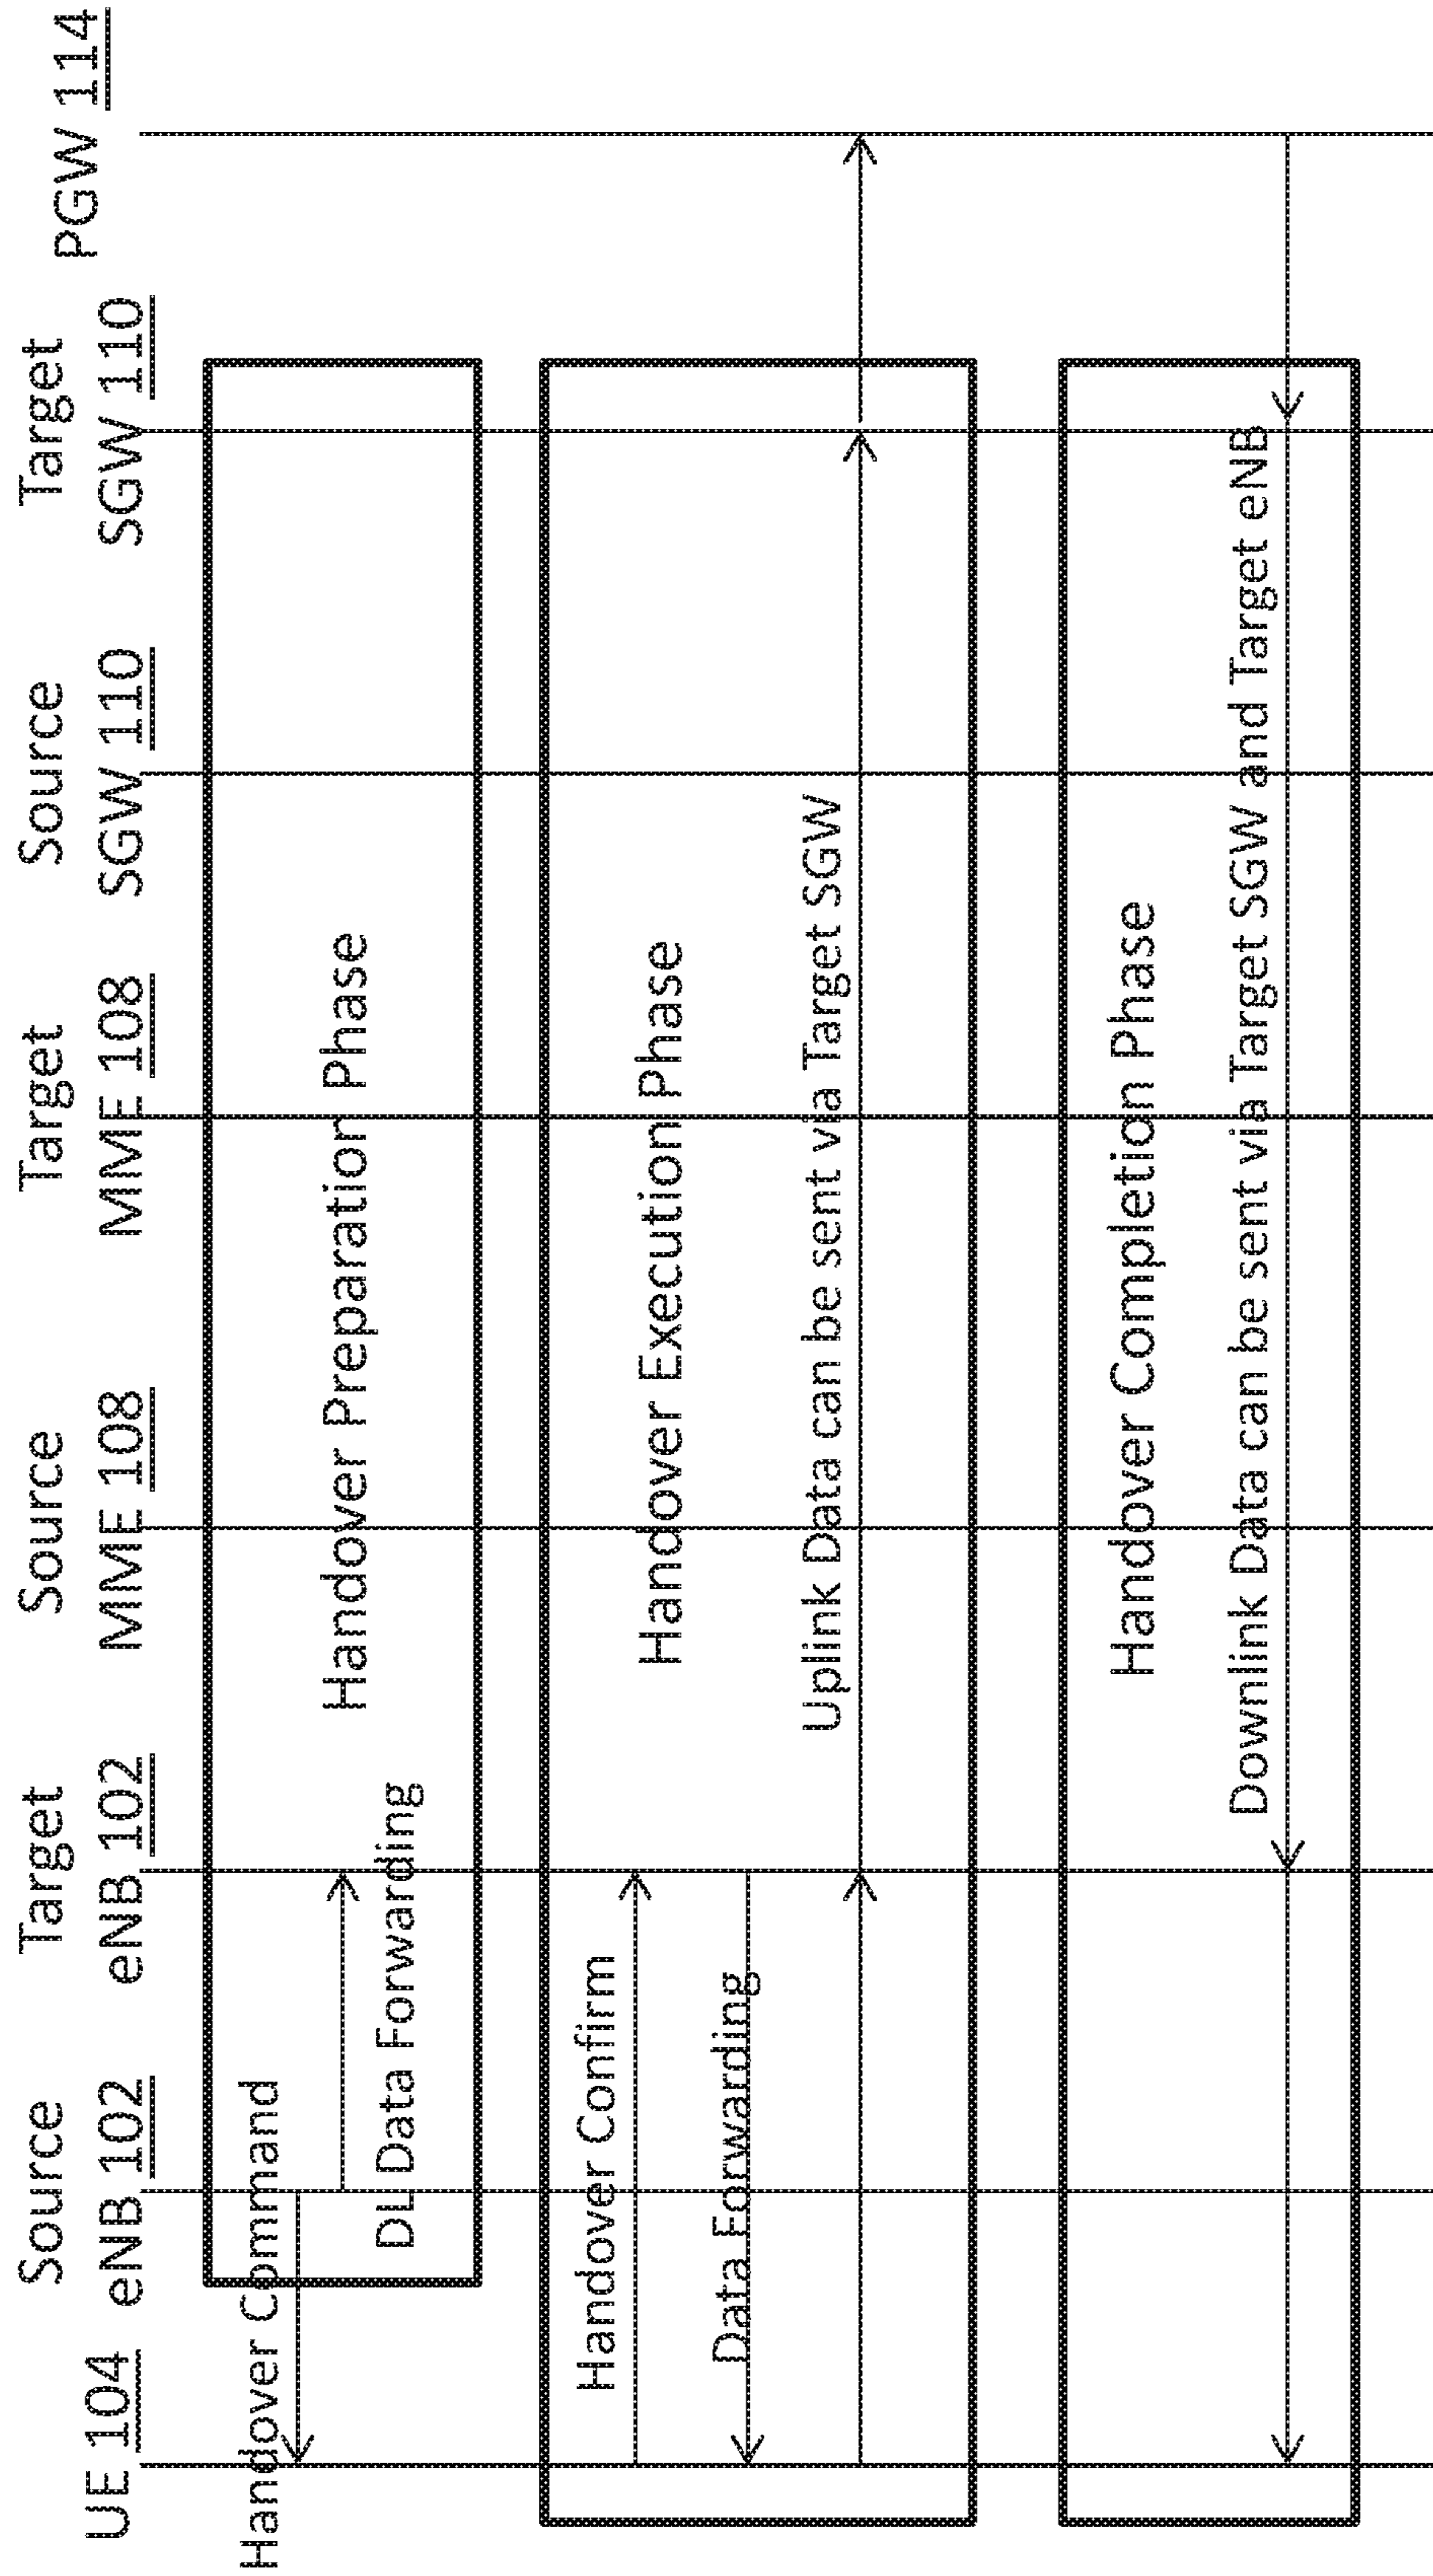 UE 104
Source
eNB 102
Target
eNB 102
Source
MME 108
Target
MME 108
Source
SGW 110
Target
SGW 110
PGW 114
Handover Command
Handover Preparation Phase
DL Data Forwarding
Handover Confirm
Handover Execution Phase
Data Forwarding
Uplink Data can be sent via Target SGW
Handover Completion Phase
Downlink Data can be sent via Target SGW and Target eNB